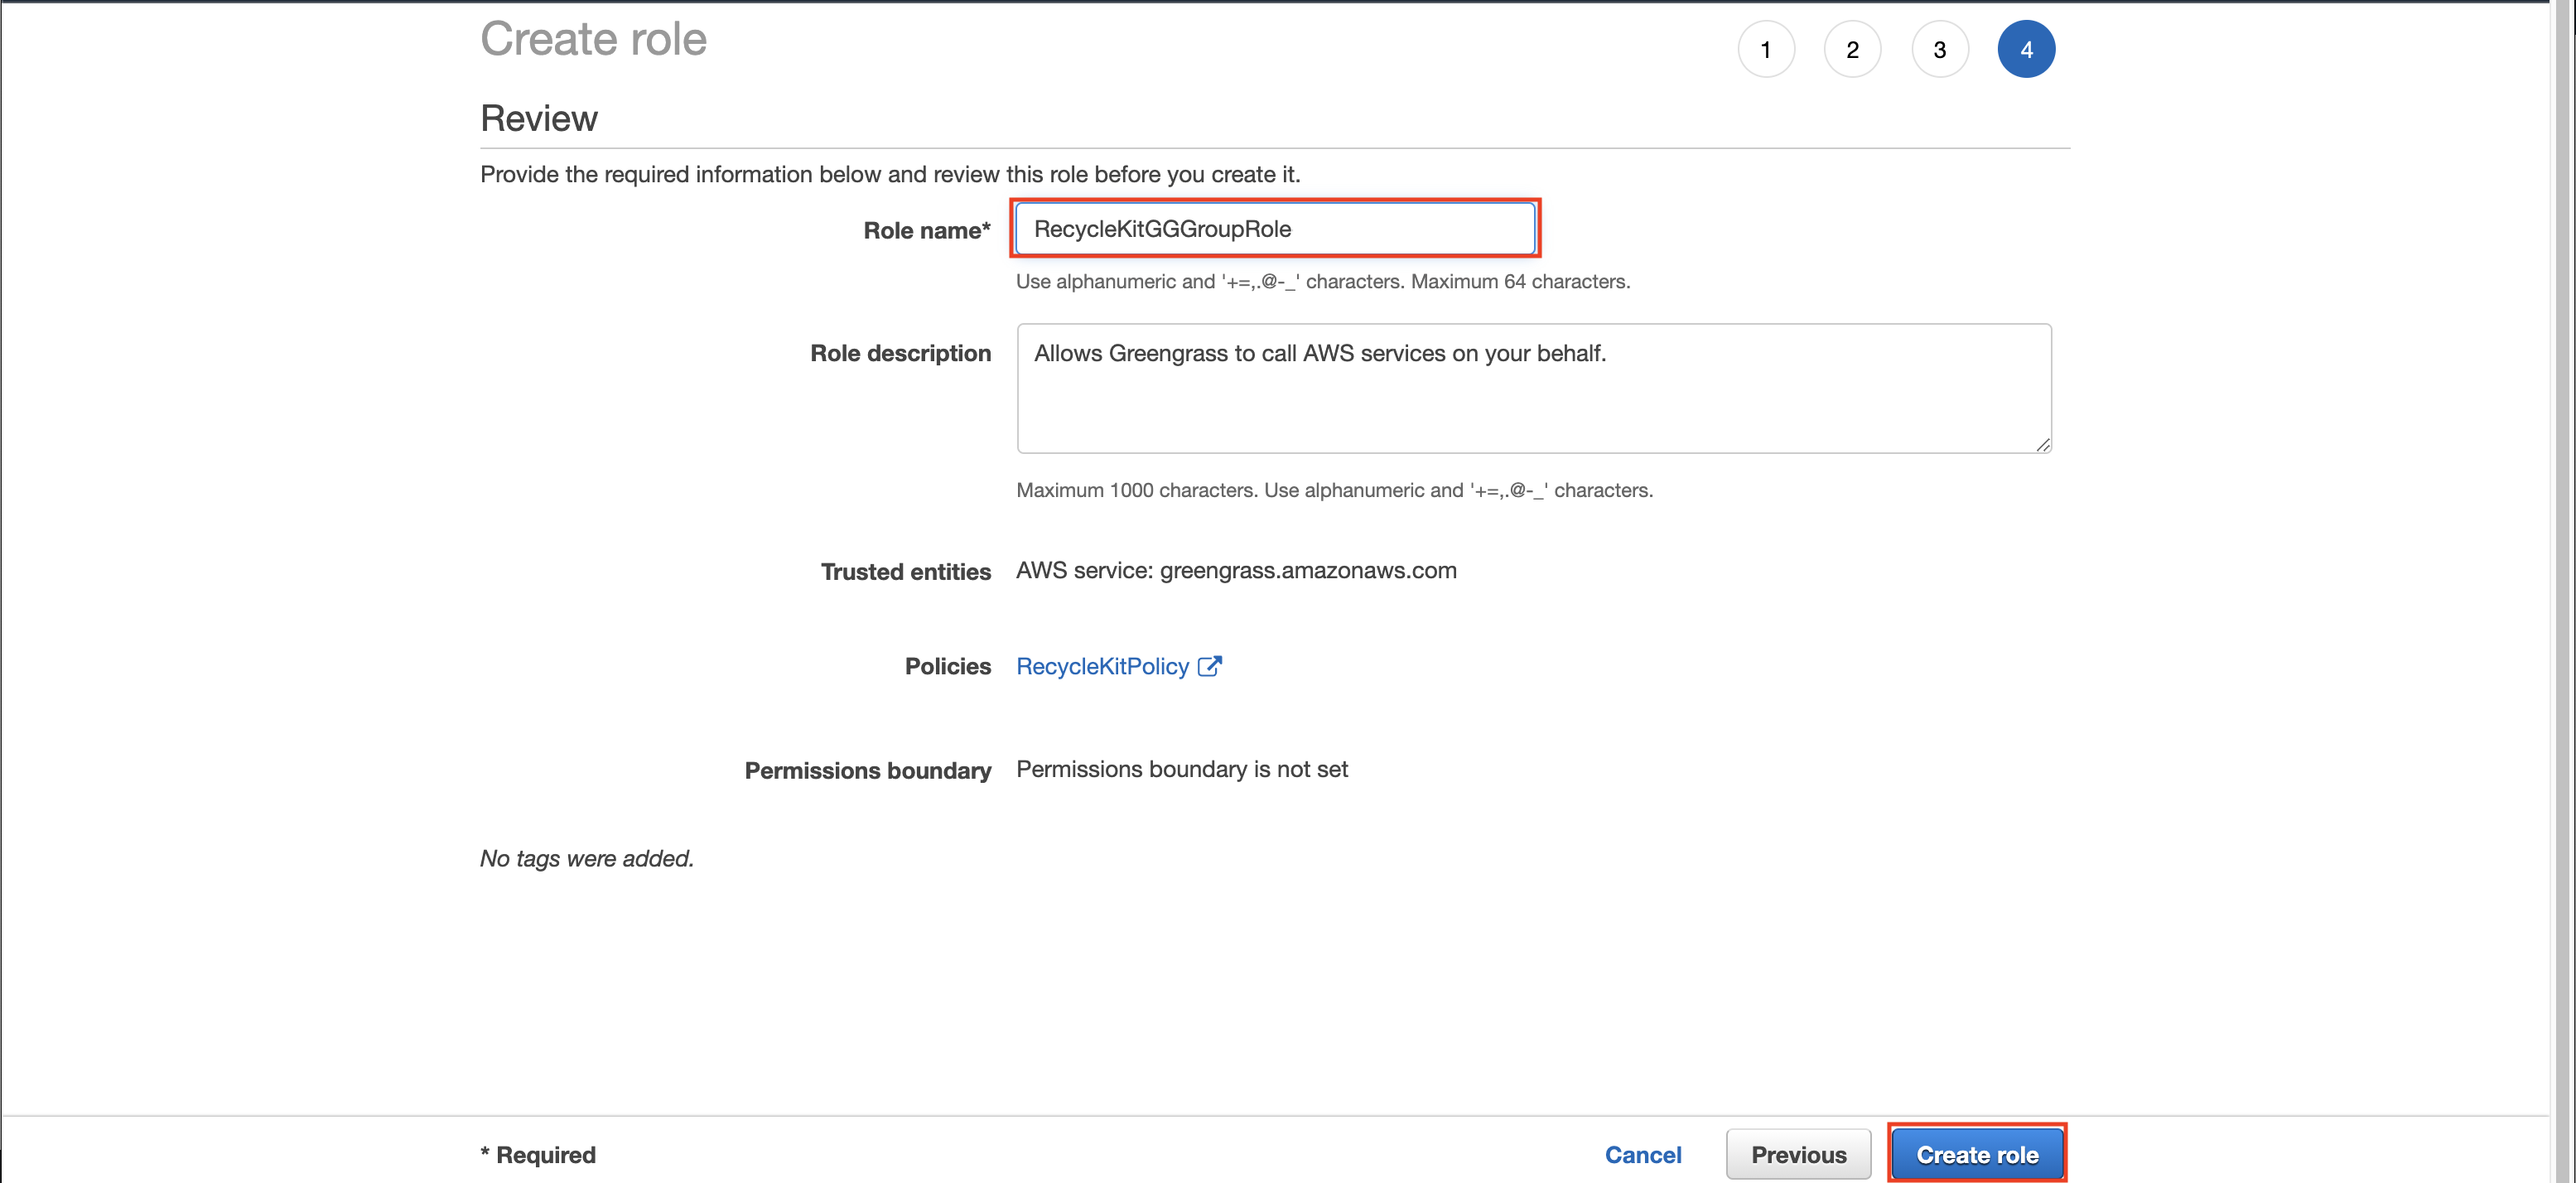 Create role
1 2 3 4
Review
Provide the required information below and review this role before you create it.
Role name* RecycleKitGGGroupRole
Use alphanumeric and '+=,.@-_' characters. Maximum 64 characters.
Role description Allows Greengrass to call AWS services on your behalf.
Maximum 1000 characters. Use alphanumeric and '+=,.@-_' characters.
Trusted entities AWS service: greengrass.amazonaws.com
Policies RecycleKitPolicy
Permissions boundary Permissions boundary is not set
No tags were added.
* Required Cancel Previous Create role